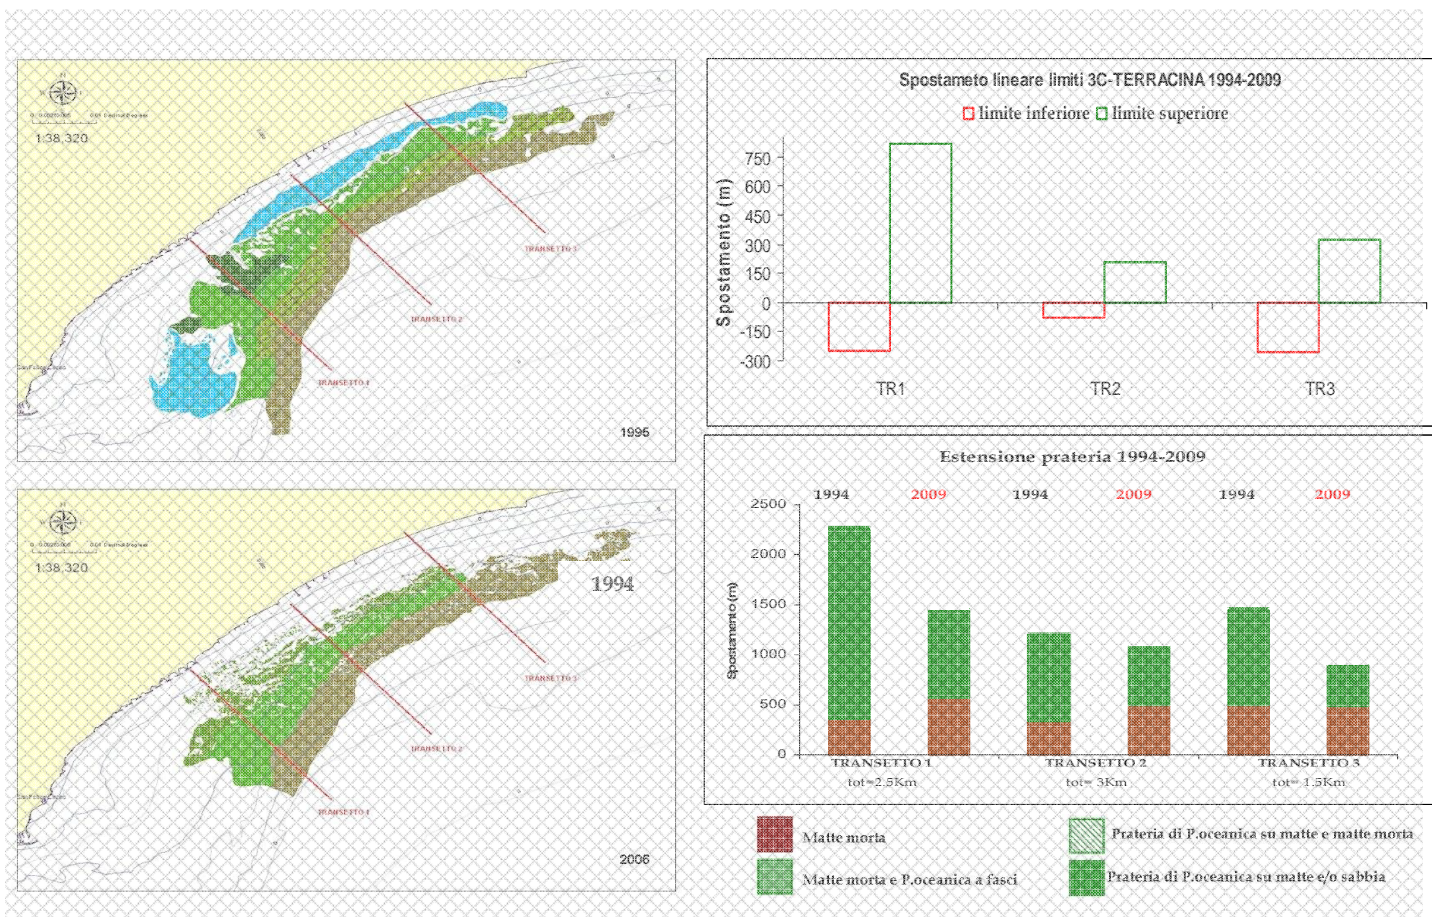 N
W
E
1:38,320
TRANSETTO 3
TRANSETTO 2
TRANSETTO 1
1995
N
1:38,320
1994
TRANSETTO 3
TRANSETTO 2
TRANSETTO 1
2006
Spostameto lineare limiti 3C-TERRACINA 1994-2009
limite inferiore limite superiore
Spostamento (m)
750
600
450
300
150
0
-150
-300
TR1 TR2 TR3
Estensione prateria 1994-2009
1994 2009 1994 2009 1994 2009
Spostamento (m)
2500
2000
1500
1000
500
0
TRANSETTO 1 TRANSETTO 2 TRANSETTO 3
tot=2.5Km tot= 3Km tot= 1.5Km
Matte morta
Prateria di P.oceanica su matte e matte morta
Matte morta e P.oceanica a fasci
Prateria di P.oceanica su matte e/o sabbia